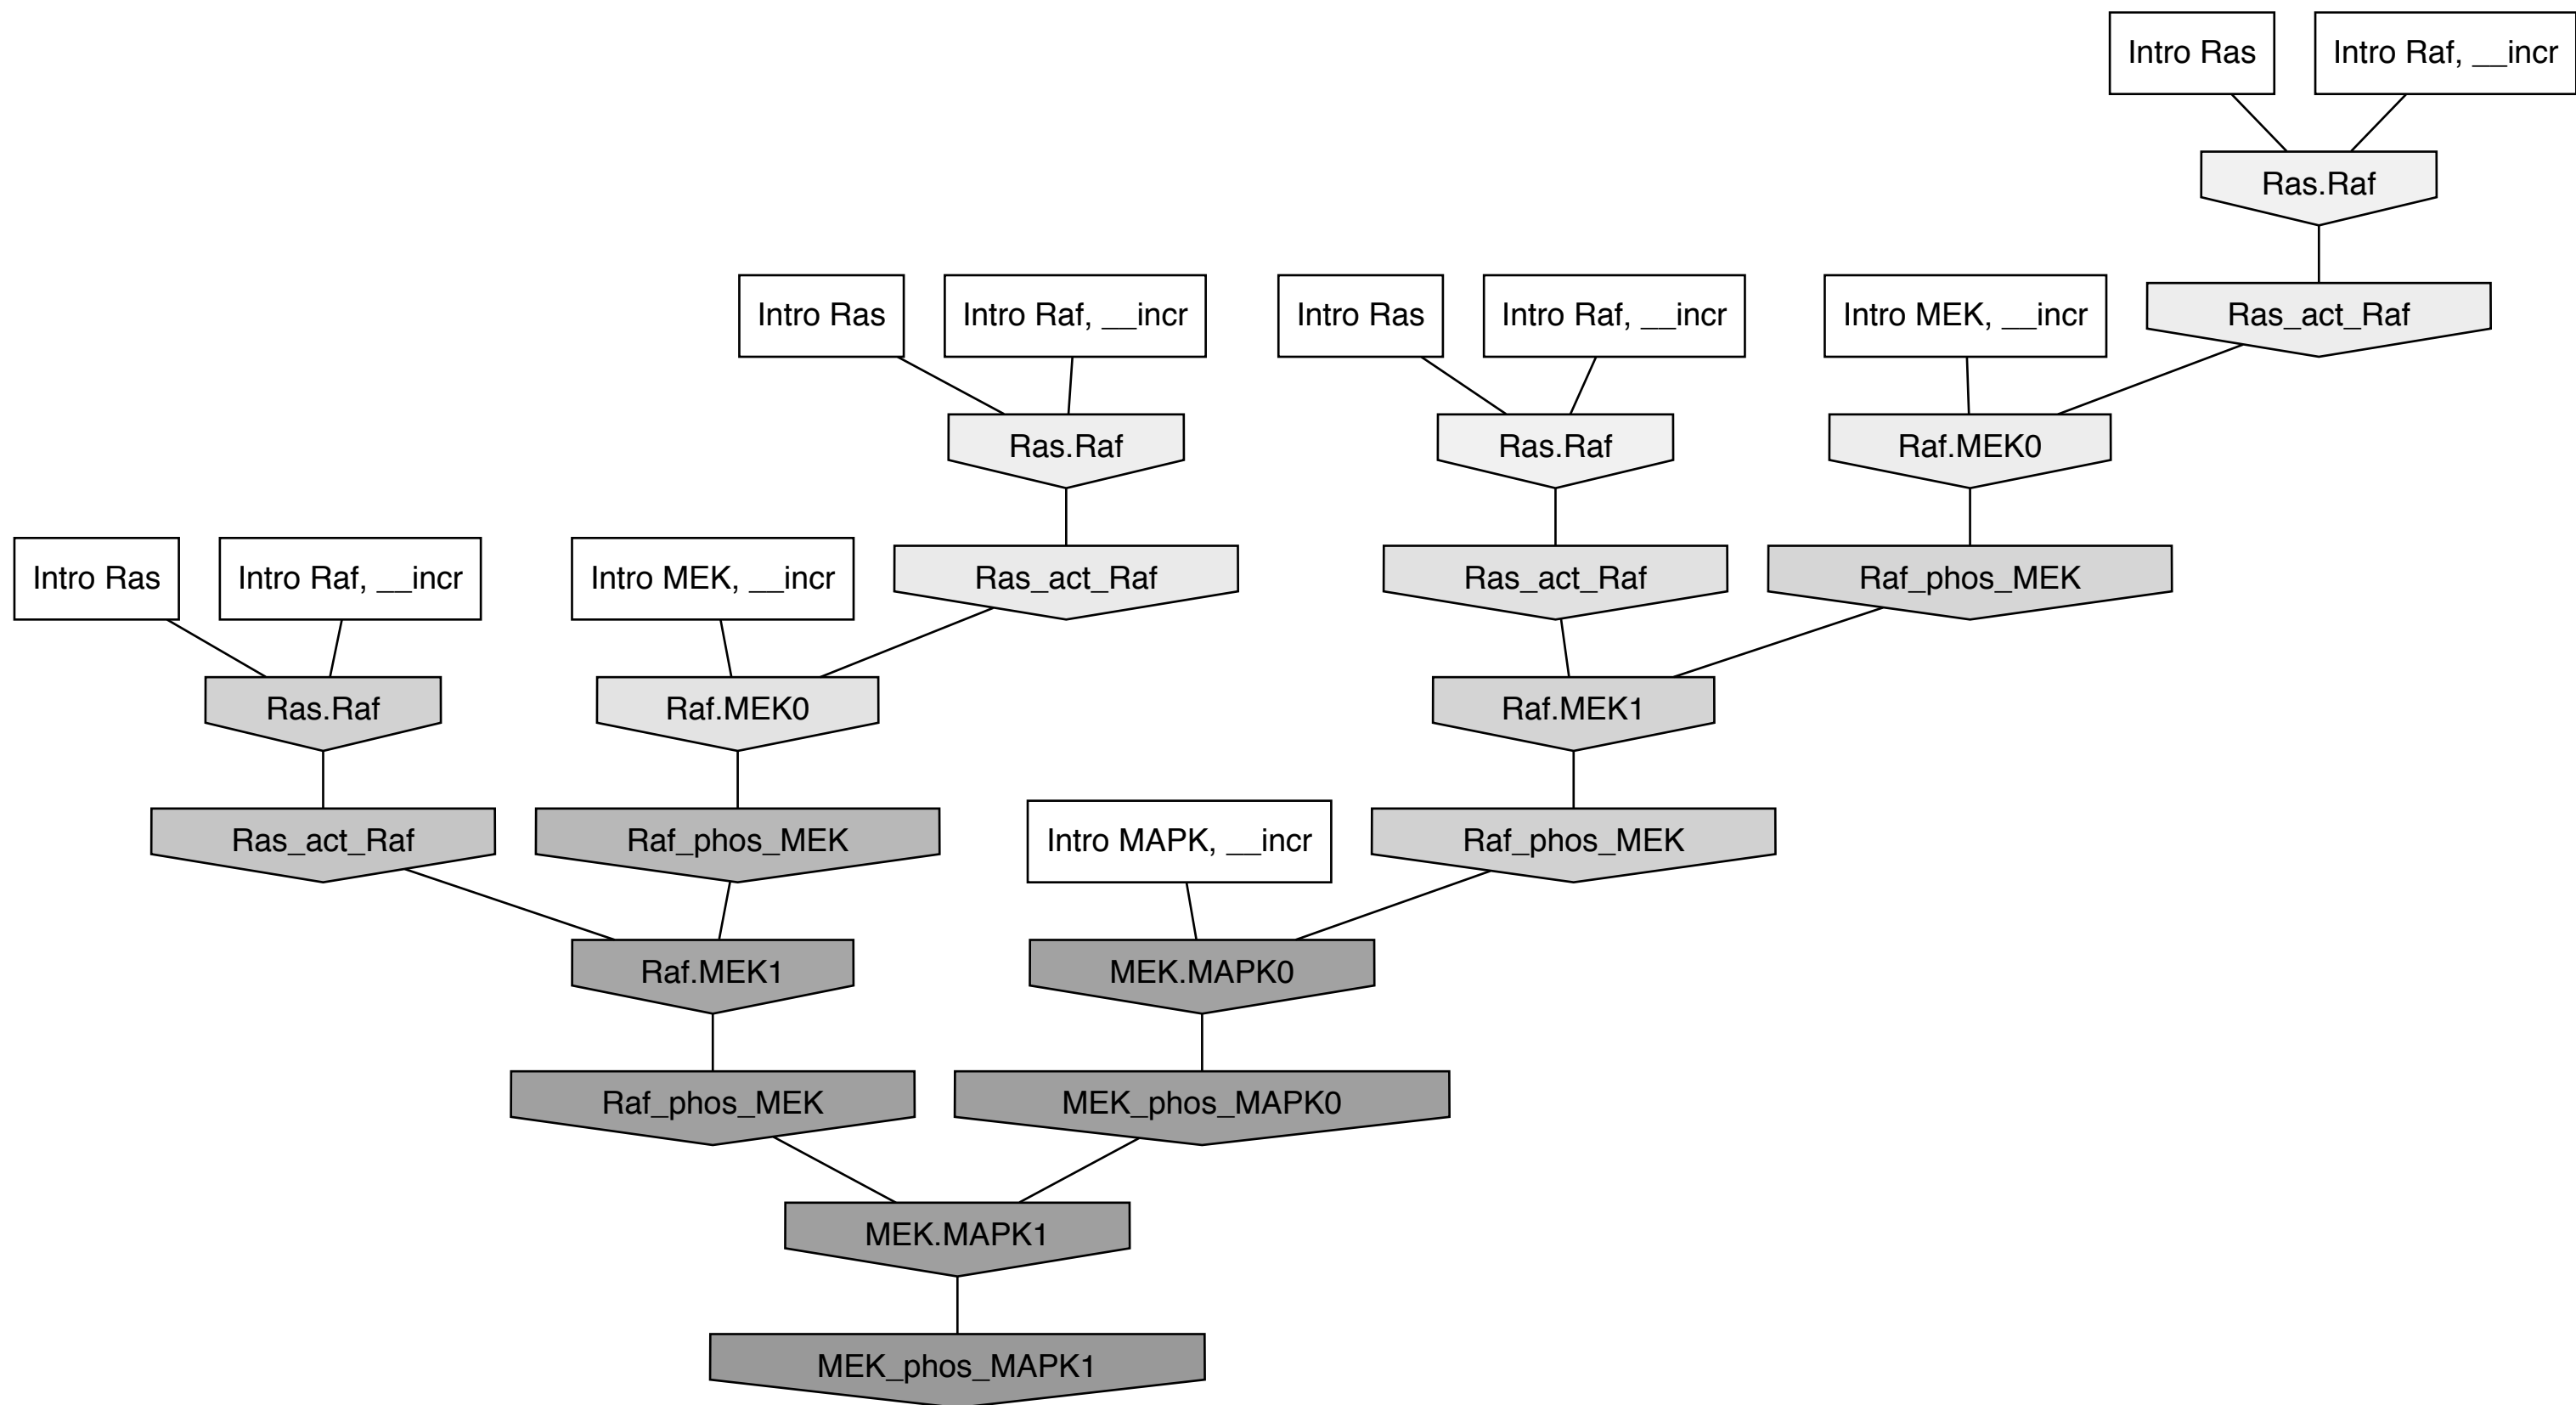 Intro Ras
Intro Raf, __incr
Ras.Raf
Intro Ras
Intro Raf, __incr
Intro Ras
Intro Raf, __incr
Intro MEK, __incr
Ras_act_Raf
Ras.Raf
Ras.Raf
Raf.MEK0
Intro Ras
Intro Raf, __incr
Intro MEK, __incr
Ras_act_Raf
Ras_act_Raf
Raf_phos_MEK
Ras.Raf
Raf.MEK0
Raf.MEK1
Ras_act_Raf
Raf_phos_MEK
Intro MAPK, __incr
Raf_phos_MEK
Raf.MEK1
MEK.MAPK0
Raf_phos_MEK
MEK_phos_MAPK0
MEK.MAPK1
MEK_phos_MAPK1